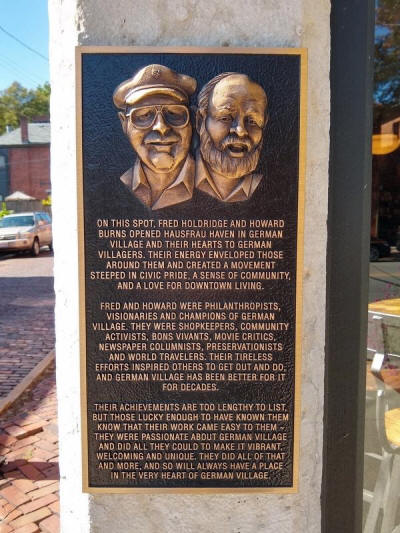 ON THIS SPOT, FRED HOLDRIDGE AND HOWARD
BURNS OPENED HAUSFRAU HAVEN IN GERMAN
VILLAGE AND THEIR HEARTS TO GERMAN
VILLAGERS. THEIR ENERGY ENVELOPED THOSE
AROUND THEM AND CREATED A MOVEMENT
STEEPED IN CIVIC PRIDE, A SENSE OF COMMUNITY,
AND A LOVE FOR DOWNTOWN LIVING.
FRED AND HOWARD WERE PHILANTHROPISTS,
VISIONARIES AND CHAMPIONS OF GERMAN
VILLAGE. THEY WERE SHOPKEEPERS, COMMUNITY
ACTIVISTS, BONS VIVANTS, MOVIE CRITICS,
NEWSPAPER COLUMNISTS, PRESERVATIONISTS
AND WORLD TRAVELERS. THEIR TIRELESS
EFFORTS INSPIRED OTHERS TO GET OUT AND DO,
AND GERMAN VILLAGE HAS BEEN BETTER FOR IT
FOR DECADES.
THEIR ACHIEVEMENTS ARE TOO LENGTHY TO LIST,
BUT THOSE LUCKY ENOUGH TO HAVE KNOWN THEM
KNOW THAT THEIR WORK CAME EASY TO THEM –
THEY WERE PASSIONATE ABOUT GERMAN VILLAGE
AND DID ALL THEY COULD TO MAKE IT VIBRANT,
WELCOMING AND UNIQUE. THEY DID ALL OF THAT
AND MORE, AND SO WILL ALWAYS HAVE A PLACE
IN THE VERY HEART OF GERMAN VILLAGE.